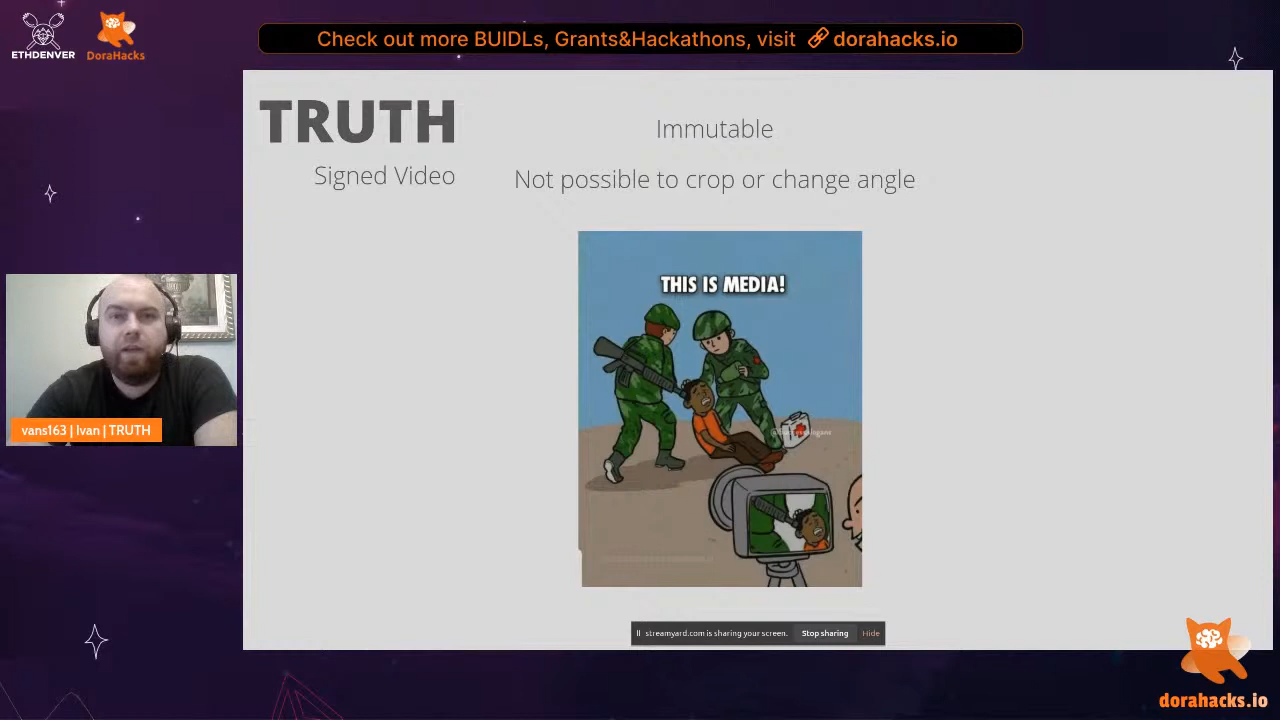 ETHDENVER
DoraHacks
Check out more BUIDLs, Grants&Hackathons, visit dorahacks.io
TRUTH
Signed Video
Immutable
Not possible to crop or change angle
THIS IS MEDIA!
vans163 | Ivan | TRUTH
streamyard.com is sharing your screen. Stop sharing Hide
dorahacks.io